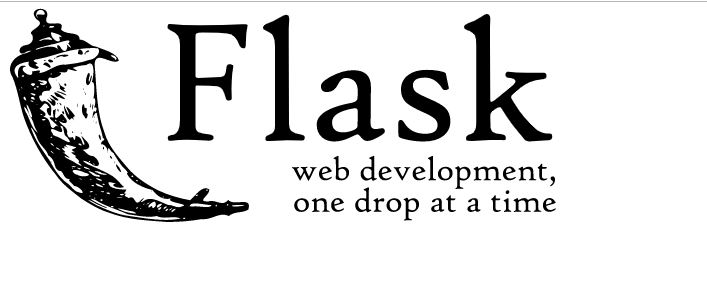 Flask
web development,
one drop at a time